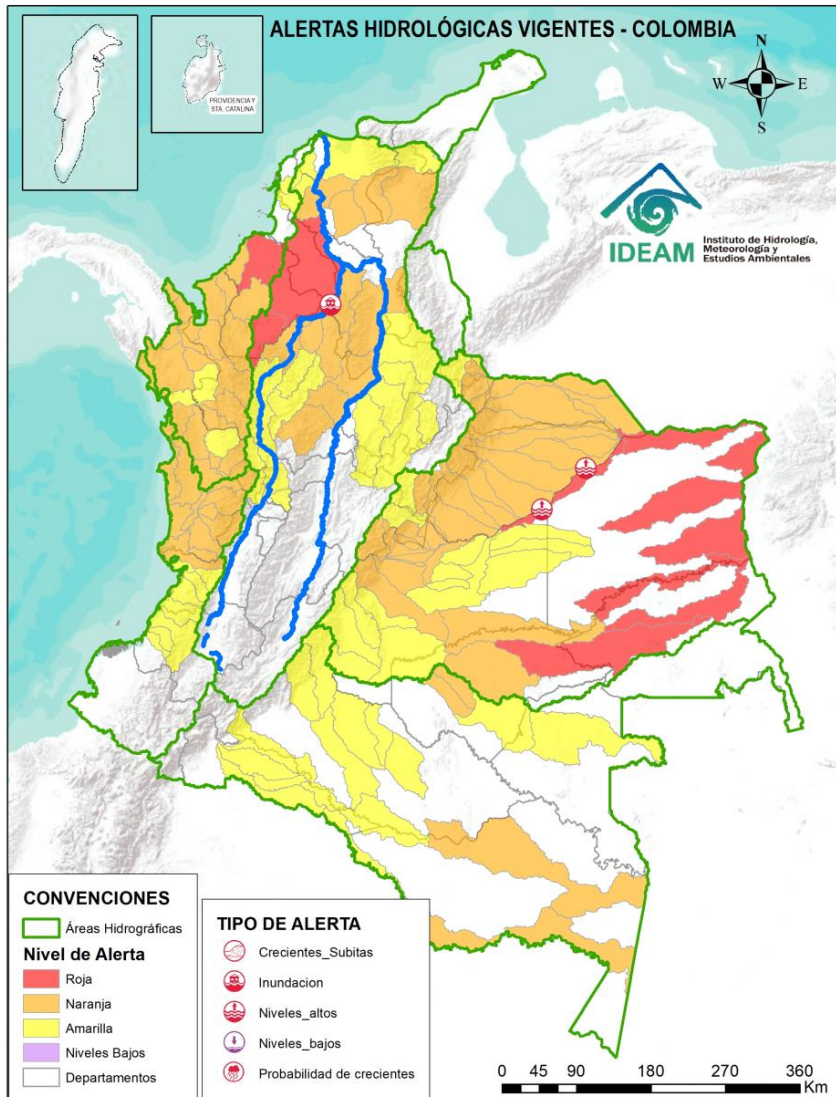 ALERTAS HIDROLÓGICAS VIGENTES - COLOMBIA
PROVIDENCIA Y
STA. CATALINA
N
W
E
S
IDEAM
Instituto de Hidrología,
Meteorología y
Estudios Ambientales
CONVENCIONES
Áreas Hidrográficas
Nivel de Alerta
Roja
Naranja
Amarilla
Niveles Bajos
Departamentos
TIPO DE ALERTA
Crecientes_Subitas
Inundacion
Niveles_altos
Niveles_bajos
Probabilidad de crecientes
0 45 90 180 270 360
Km